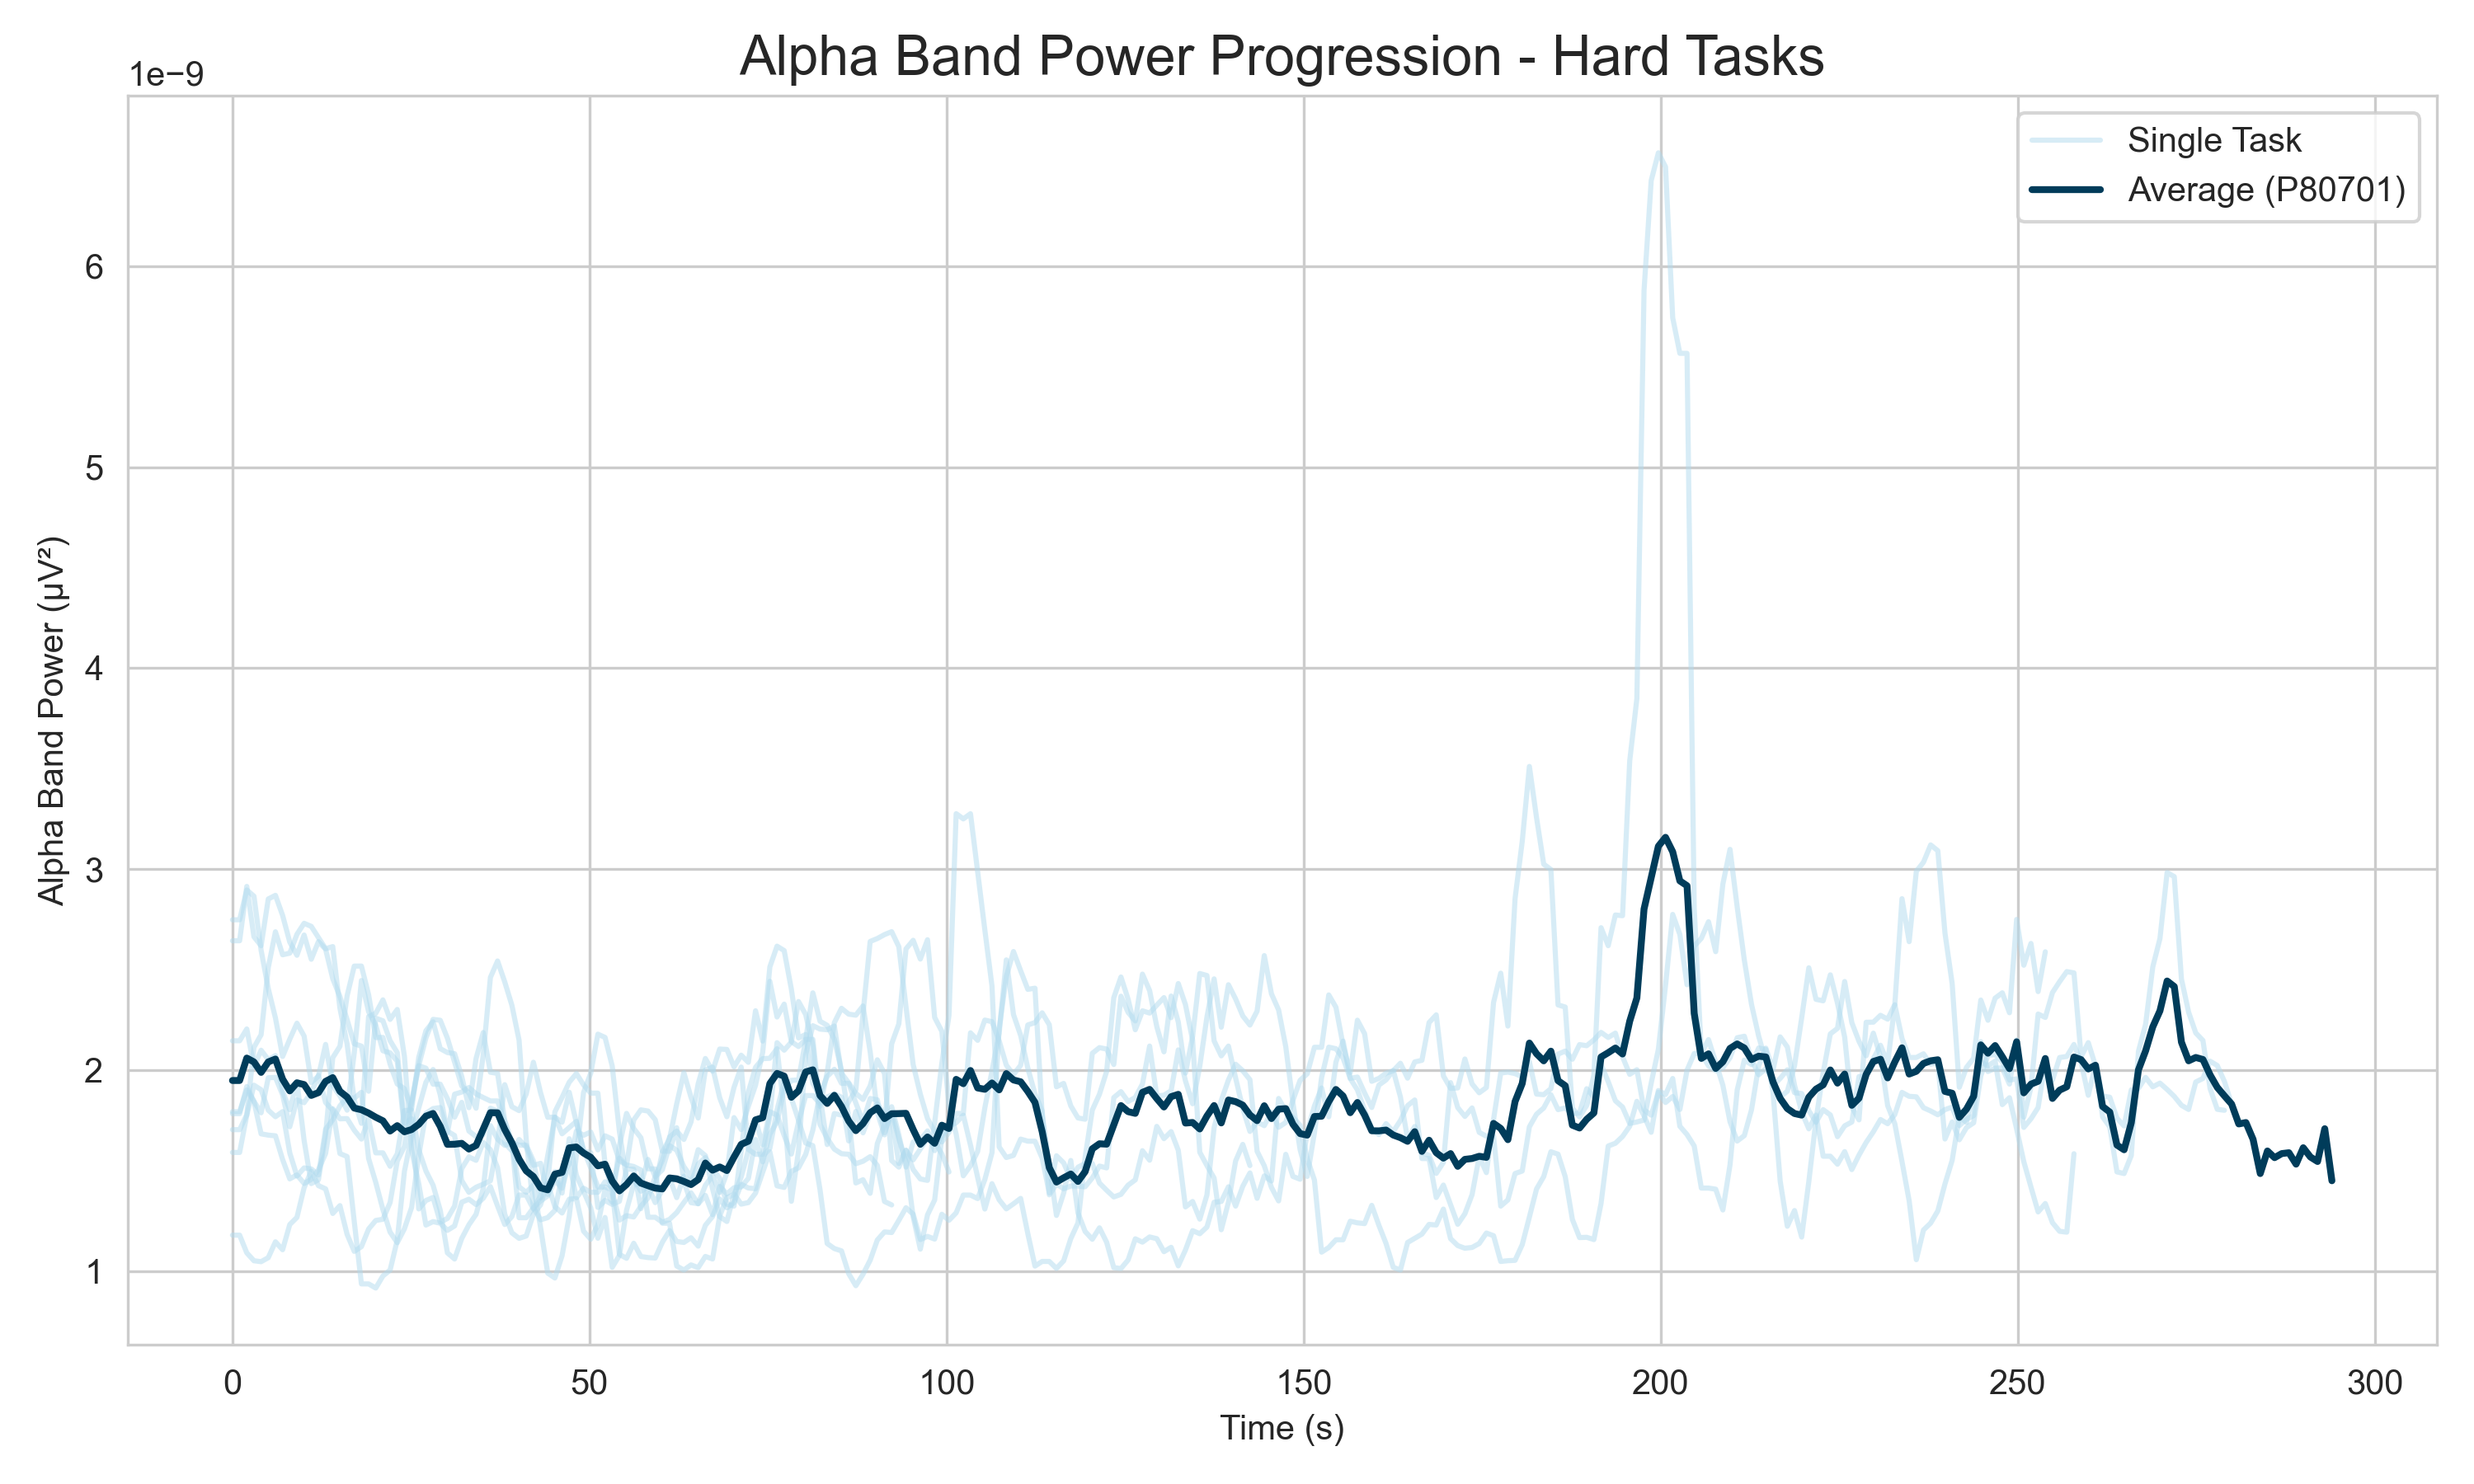 Alpha Band Power Progression - Hard Tasks
1e−9
Single Task
Average (P80701)
Alpha Band Power (µV²)
6
5
4
3
2
1
0 50 100 150 200 250 300
Time (s)